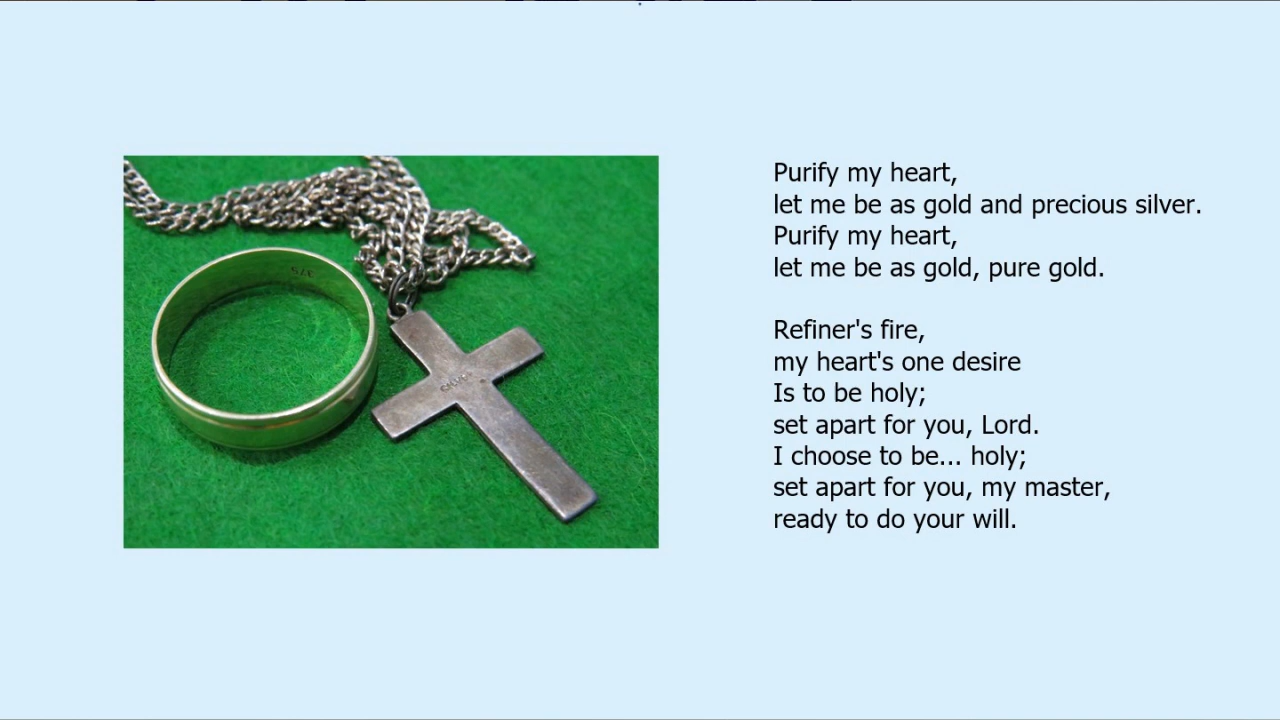 375
Purify my heart,
let me be as gold and precious silver.
Purify my heart,
let me be as gold, pure gold.
Refiner's fire,
my heart's one desire
Is to be holy;
set apart for you, Lord.
I choose to be... holy;
set apart for you, my master,
ready to do your will.